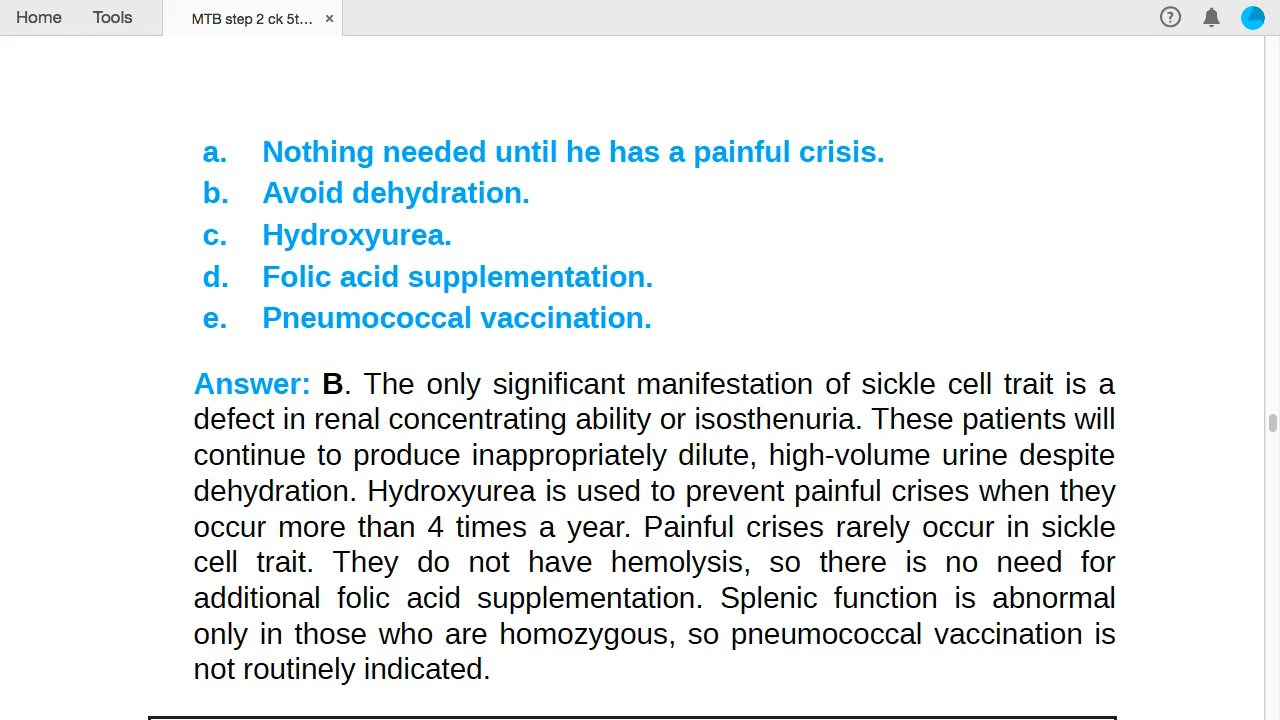 Home Tools MTB step 2 ck 5t... ×
a. Nothing needed until he has a painful crisis.
b. Avoid dehydration.
c. Hydroxyurea.
d. Folic acid supplementation.
e. Pneumococcal vaccination.
Answer: B. The only significant manifestation of sickle cell trait is a
defect in renal concentrating ability or isosthenuria. These patients will
continue to produce inappropriately dilute, high-volume urine despite
dehydration. Hydroxyurea is used to prevent painful crises when they
occur more than 4 times a year. Painful crises rarely occur in sickle
cell trait. They do not have hemolysis, so there is no need for
additional folic acid supplementation. Splenic function is abnormal
only in those who are homozygous, so pneumococcal vaccination is
not routinely indicated.